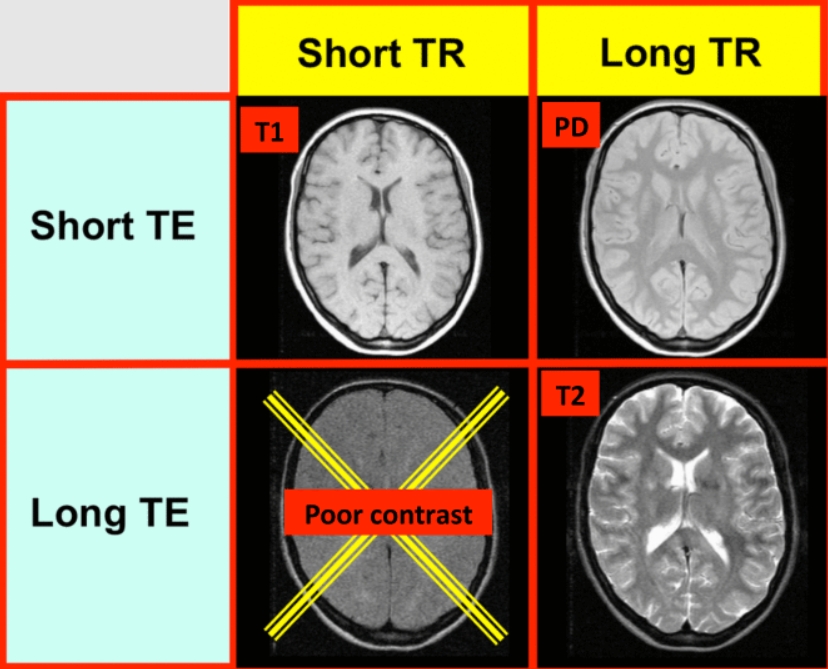 Short TR
Long TR
Short TE
T1
PD
Long TE
Poor contrast
T2